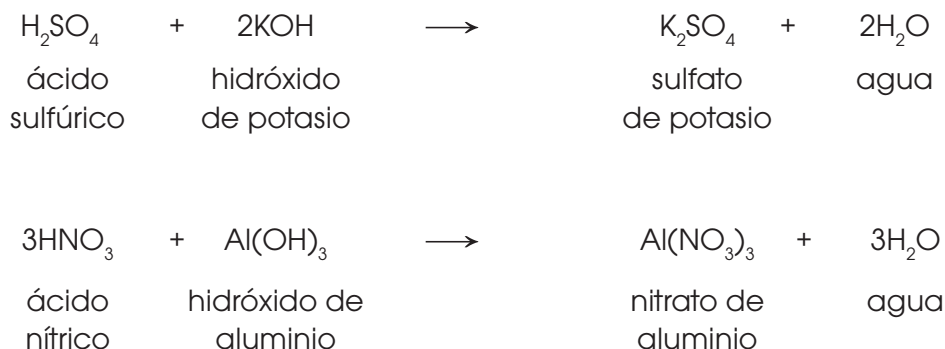 H₂SO₄ + 2KOH ⟶ K₂SO₄ + 2H₂O
ácido hidróxido sulfato agua
sulfúrico de potasio de potasio
3HNO₃ + Al(OH)₃ ⟶ Al(NO₃)₃ + 3H₂O
ácido hidróxido de nitrato de agua
nítrico aluminio aluminio